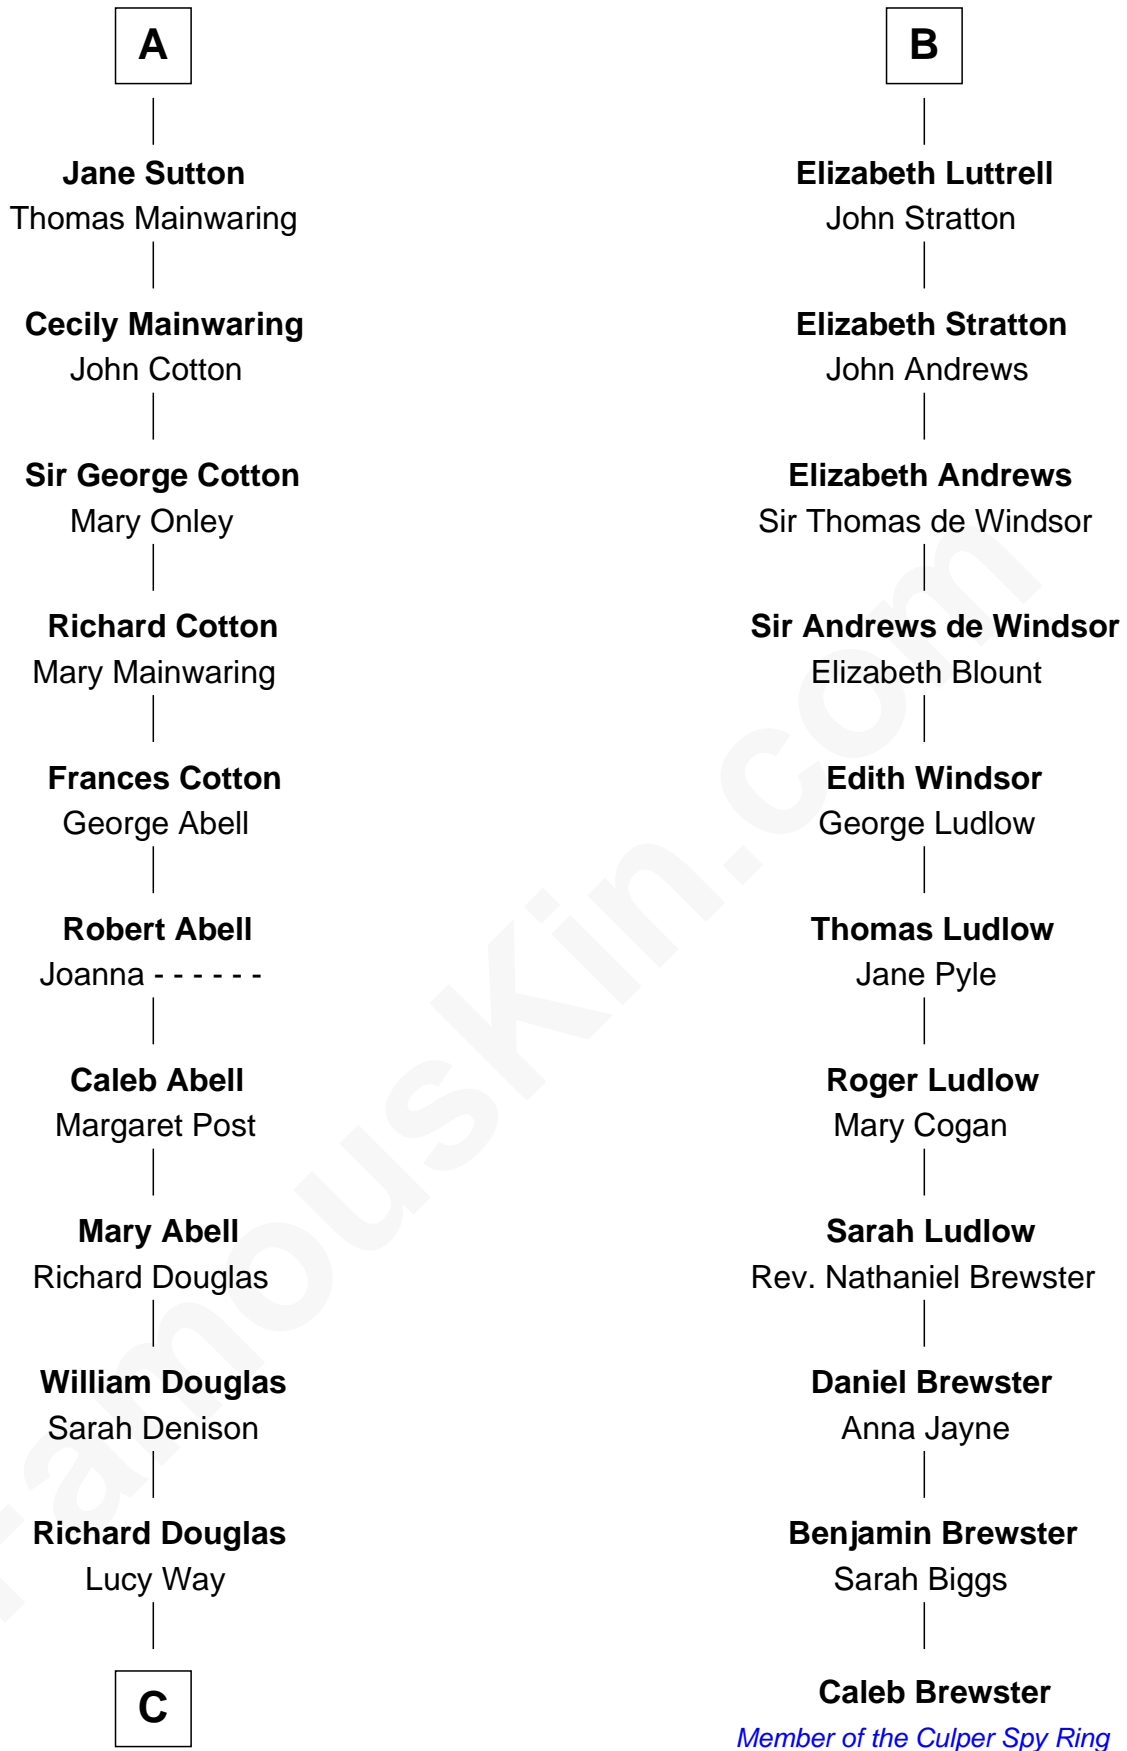 A
Jane Sutton
Thomas Mainwaring
Cecily Mainwaring
John Cotton
Sir George Cotton
Mary Onley
Richard Cotton
Mary Mainwaring
Frances Cotton
George Abell
Robert Abell
Joanna - - - - - -
Caleb Abell
Margaret Post
Mary Abell
Richard Douglas
William Douglas
Sarah Denison
Richard Douglas
Lucy Way
C
B
Elizabeth Luttrell
John Stratton
Elizabeth Stratton
John Andrews
Elizabeth Andrews
Sir Thomas de Windsor
Sir Andrews de Windsor
Elizabeth Blount
Edith Windsor
George Ludlow
Thomas Ludlow
Jane Pyle
Roger Ludlow
Mary Cogan
Sarah Ludlow
Rev. Nathaniel Brewster
Daniel Brewster
Anna Jayne
Benjamin Brewster
Sarah Biggs
Caleb Brewster
Member of the Culper Spy Ring
FamousKin.com